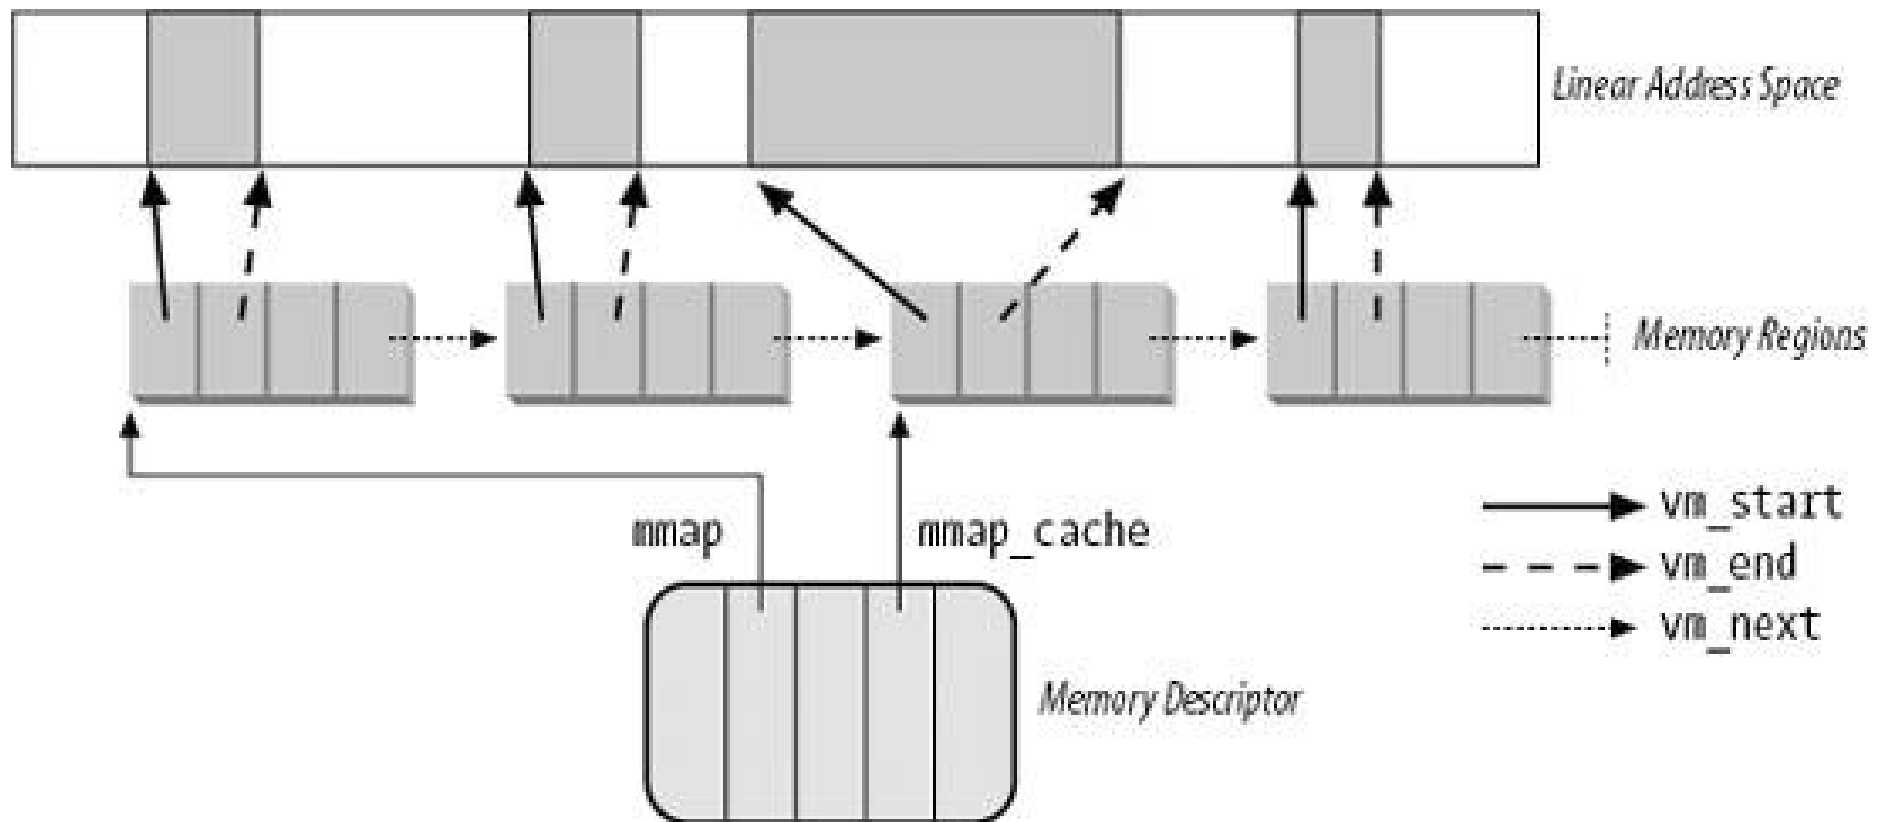 Linear Address Space
Memory Regions
mmap
mmap_cache
vm_start
vm_end
vm_next
Memory Descriptor